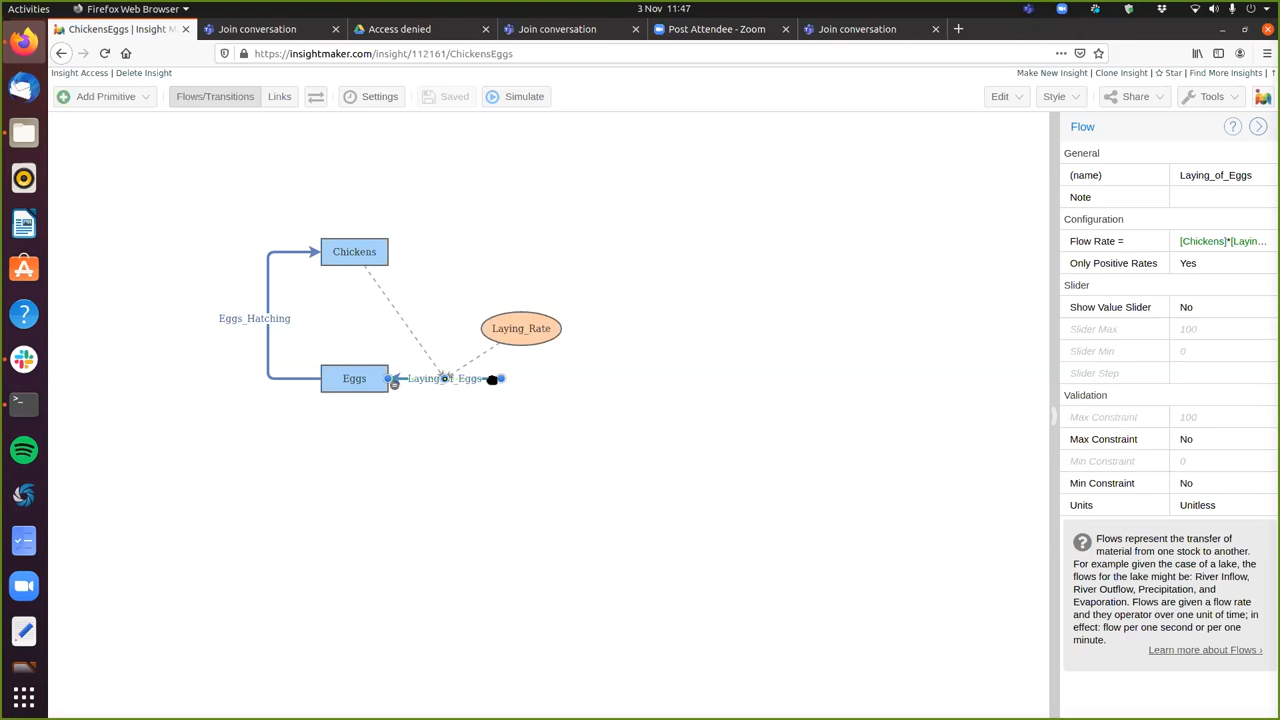 Activities
Firefox Web Browser
3 Nov 11:47
ChickensEggs | Insight M
Join conversation
Access denied
Join conversation
Post Attendee - Zoom
Join conversation
https://insightmaker.com/insight/112161/ChickensEggs
Insight Access | Delete Insight
Make New Insight | Clone Insight | ☆ Star | Find More Insights | ↑
Add Primitive
Flows/Transitions
Links
Settings
Saved
Simulate
Edit
Style
Share
Tools
Chickens
Eggs_Hatching
Laying_Rate
Eggs
Laying_of_Eggs
Flow
General
(name) Laying_of_Eggs
Note
Configuration
Flow Rate = [Chickens]*[Layin...
Only Positive Rates Yes
Slider
Show Value Slider No
Slider Max 100
Slider Min 0
Slider Step
Validation
Max Constraint 100
Max Constraint No
Min Constraint 0
Min Constraint No
Units Unitless
Flows represent the transfer of
material from one stock to another.
For example given the case of a lake, the
flows for the lake might be: River Inflow,
River Outflow, Precipitation, and
Evaporation. Flows are given a flow rate
and they operator over one unit of time; in
effect: flow per one second or per one
minute.
Learn more about Flows ›